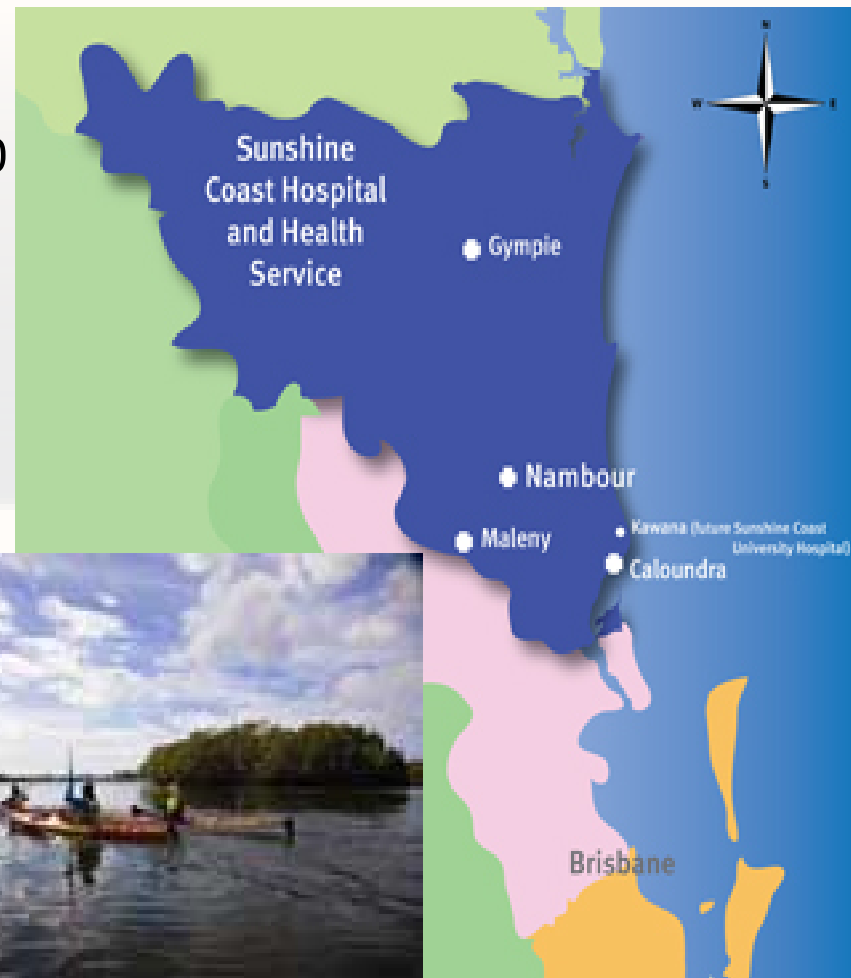 N
W
E
S
)
Sunshine
Coast Hospital
and Health
Service
Gympie
Nambour
Kawana (future Sunshine Coast
University Hospital)
Maleny
Caloundra
Brisbane